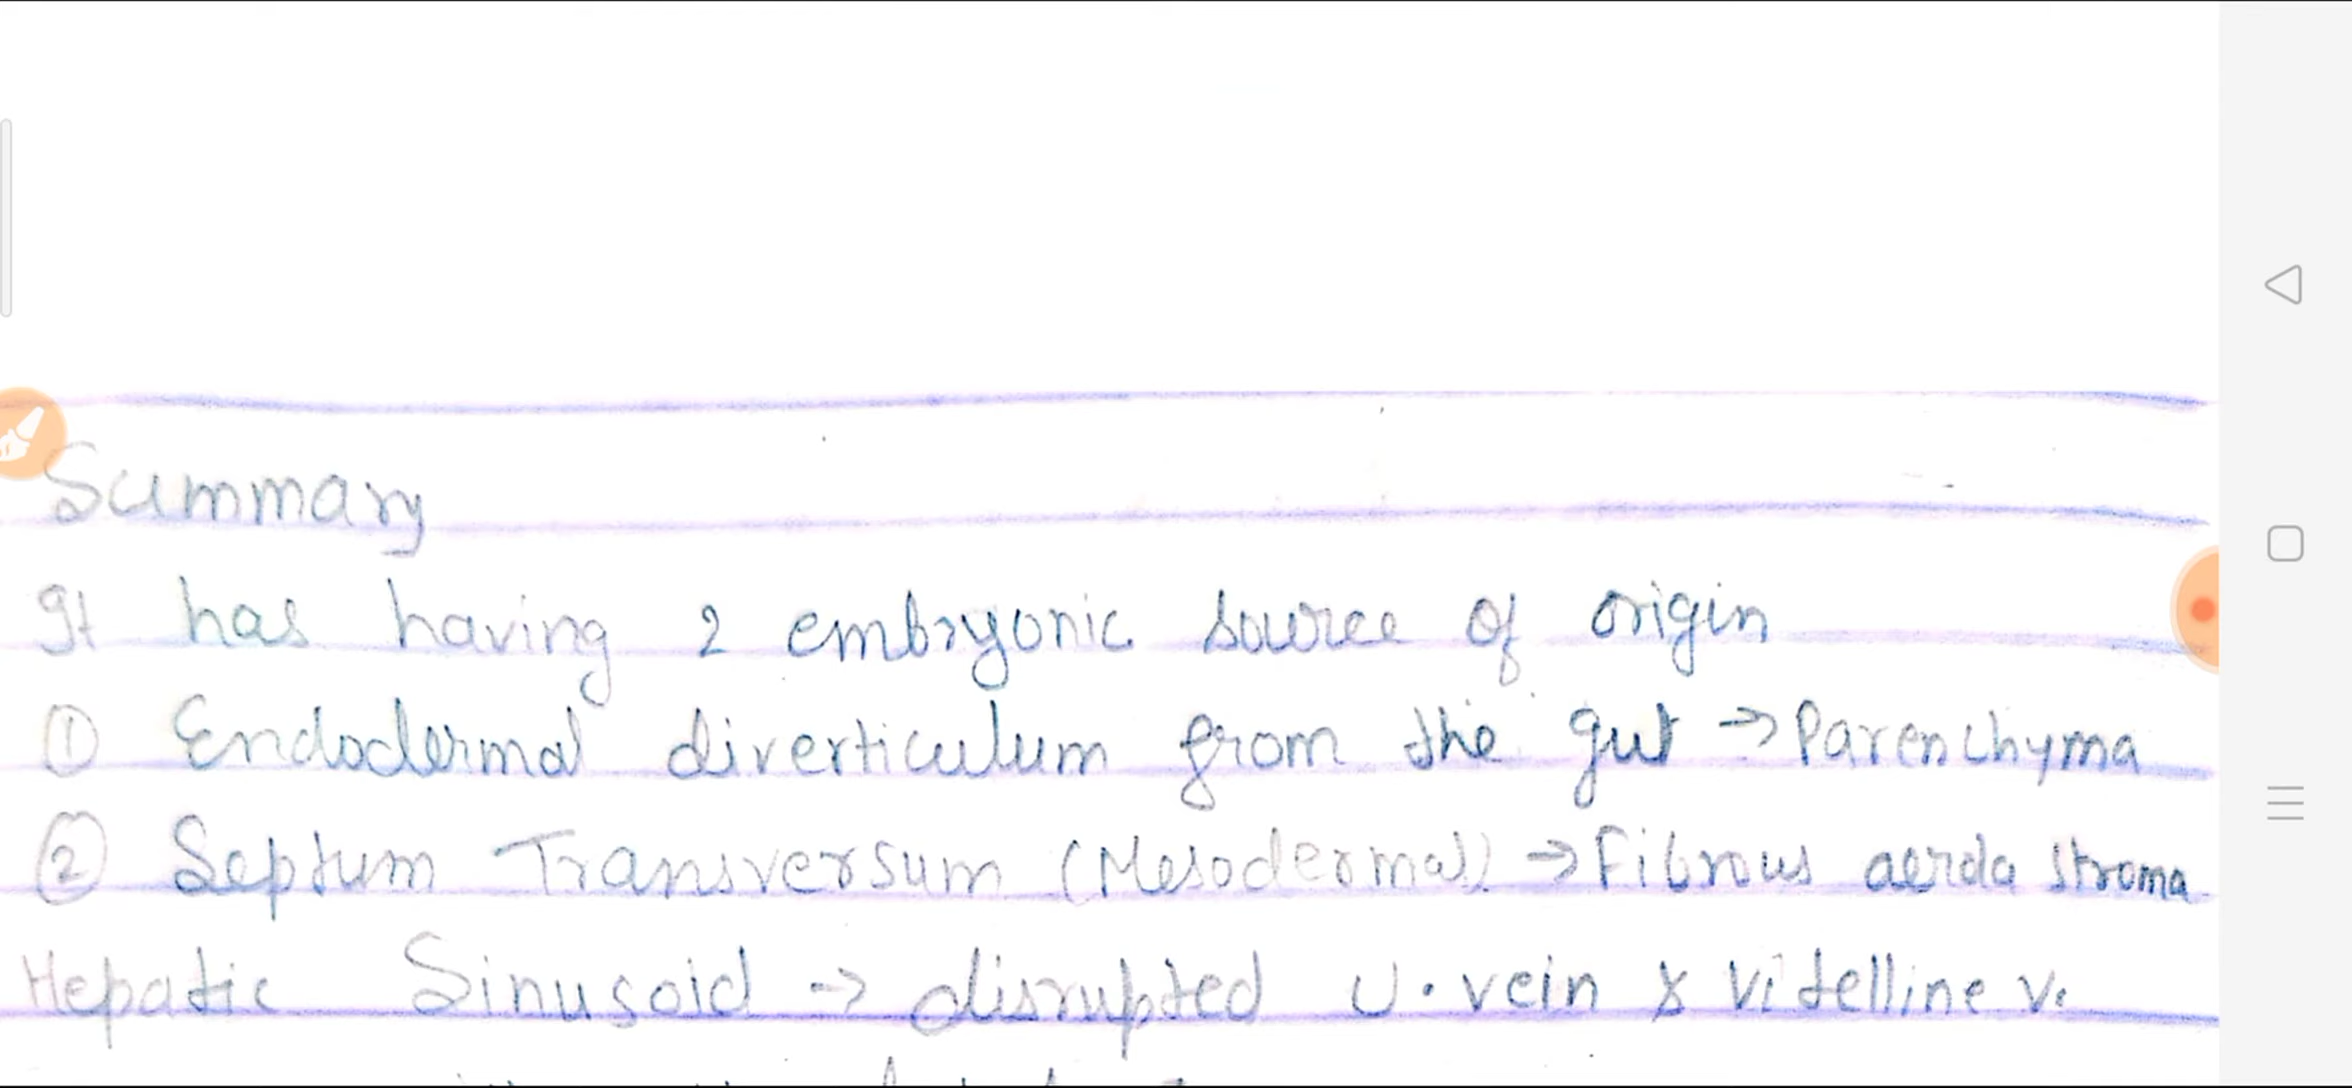 Summary
It has having 2 embryonic source of origin
① Endodermal diverticulum from the gut → Parenchyma
② Septum Transversum (Mesodermal) → Fibrous stroma
Hepatic Sinusoid → disrupted U. vein & Vitelline v.